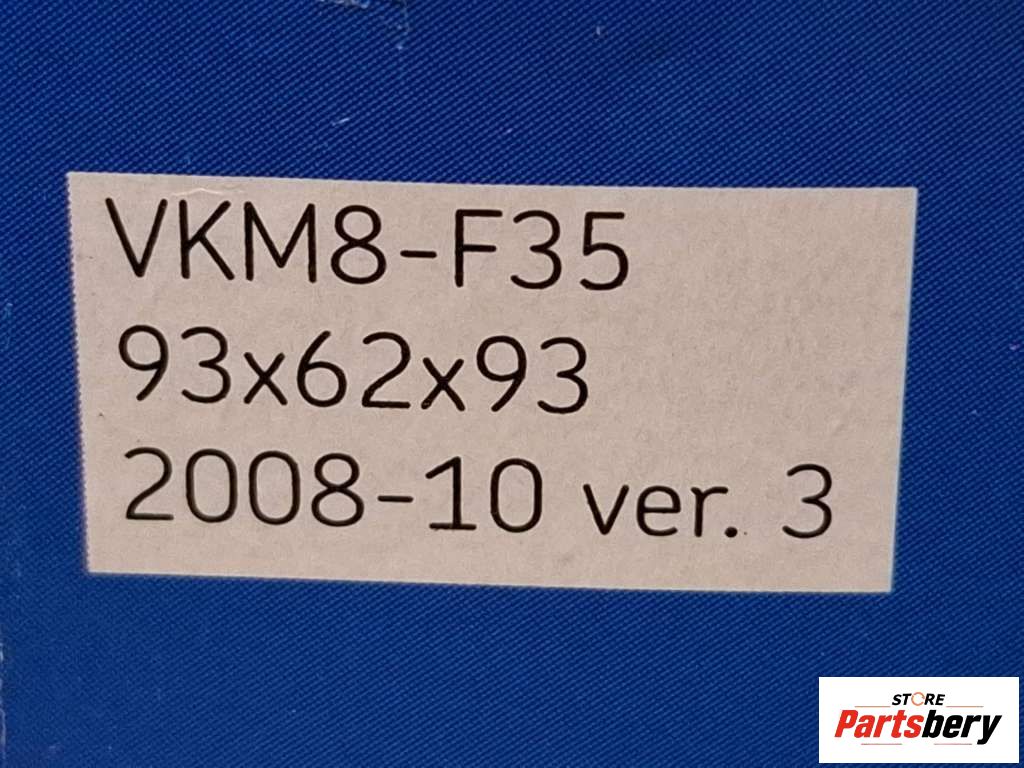 VKM8-F35
93x62x93
2008-10 ver. 3
STORE
Partsbery